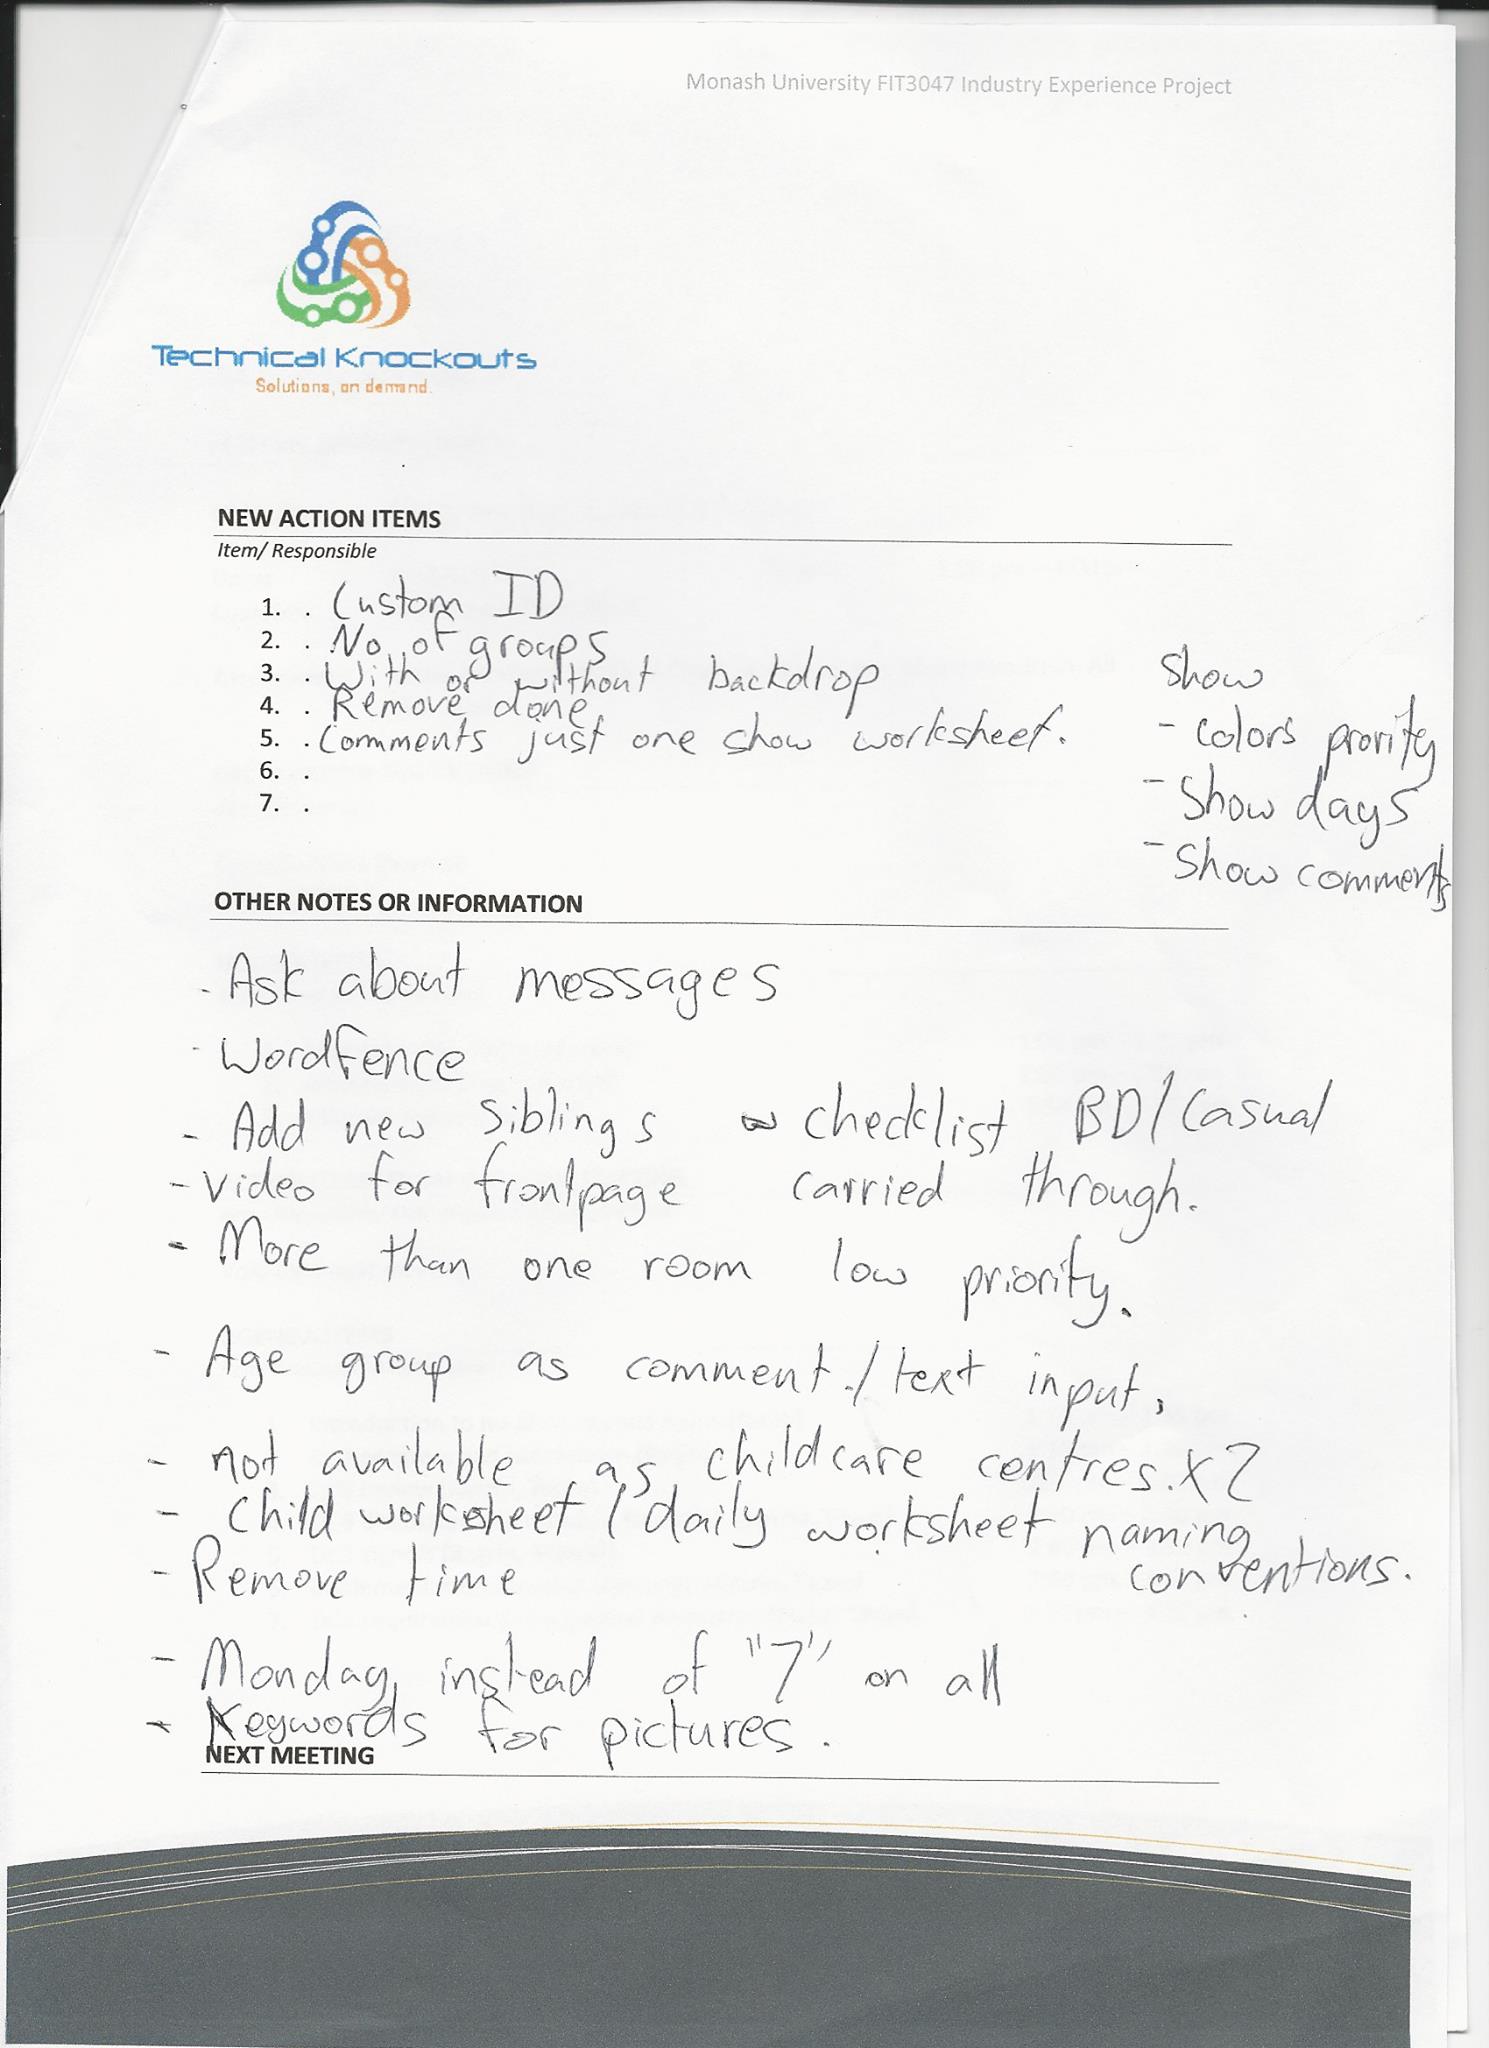 Monash University FIT3047 Industry Experience Project
Technical Knockouts
Solutions, on demand.
NEW ACTION ITEMS
Item/ Responsible
1. . Custom ID
2. . No. of groups
3. . With or without backdrop
4. . Remove done
5. . Comments just one show worksheet.
6. .
7. .
Show
- colors prority
- Show days
- Show comments
OTHER NOTES OR INFORMATION
- Ask about messages
- Wordfence
- Add new siblings checklist BD/Casual
carried through.
- Video for frontpage
- More than one room low priority.
- Age group as comment./text input.
- not available as childcare centres. x2
- Child worksheet / daily worksheet naming
conventions.
- Remove time
- Monday instead of "7" on all
- Keywords for pictures.
NEXT MEETING